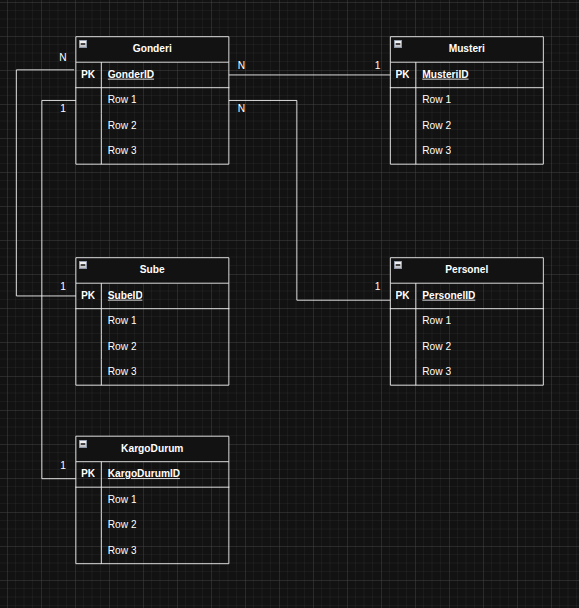 Gonderi
PK GonderID
Row 1
Row 2
Row 3
Musteri
PK MusteriID
Row 1
Row 2
Row 3
N
1
N
1
N
Sube
PK SubeID
Row 1
Row 2
Row 3
1
Personel
PK PersonelID
Row 1
Row 2
Row 3
1
KargoDurum
PK KargoDurumID
Row 1
Row 2
Row 3
1